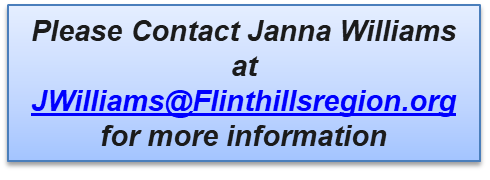 Please Contact Janna Williams
at
JWilliams@Flinthillsregion.org
for more information